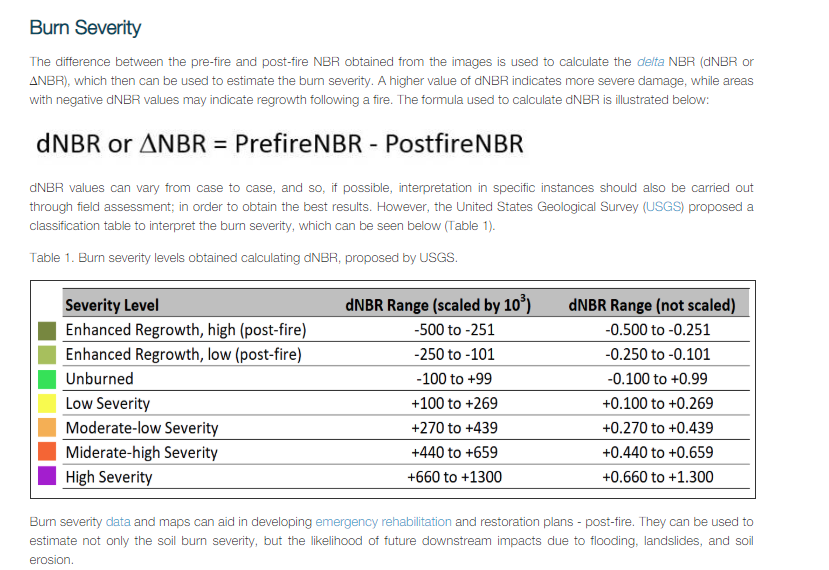 Burn Severity
The difference between the pre-fire and post-fire NBR obtained from the images is used to calculate the delta NBR (dNBR or
ΔNBR), which then can be used to estimate the burn severity. A higher value of dNBR indicates more severe damage, while areas
with negative dNBR values may indicate regrowth following a fire. The formula used to calculate dNBR is illustrated below:
dNBR or △NBR = PrefireNBR - PostfireNBR
dNBR values can vary from case to case, and so, if possible, interpretation in specific instances should also be carried out
through field assessment; in order to obtain the best results. However, the United States Geological Survey (USGS) proposed a
classification table to interpret the burn severity, which can be seen below (Table 1).
Table 1. Burn severity levels obtained calculating dNBR, proposed by USGS.
Severity Level dNBR Range (scaled by 10³) dNBR Range (not scaled)
Enhanced Regrowth, high (post-fire) -500 to -251 -0.500 to -0.251
Enhanced Regrowth, low (post-fire) -250 to -101 -0.250 to -0.101
Unburned -100 to +99 -0.100 to +0.99
Low Severity +100 to +269 +0.100 to +0.269
Moderate-low Severity +270 to +439 +0.270 to +0.439
Miderate-high Severity +440 to +659 +0.440 to +0.659
High Severity +660 to +1300 +0.660 to +1.300
Burn severity data and maps can aid in developing emergency rehabilitation and restoration plans - post-fire. They can be used to
estimate not only the soil burn severity, but the likelihood of future downstream impacts due to flooding, landslides, and soil
erosion.